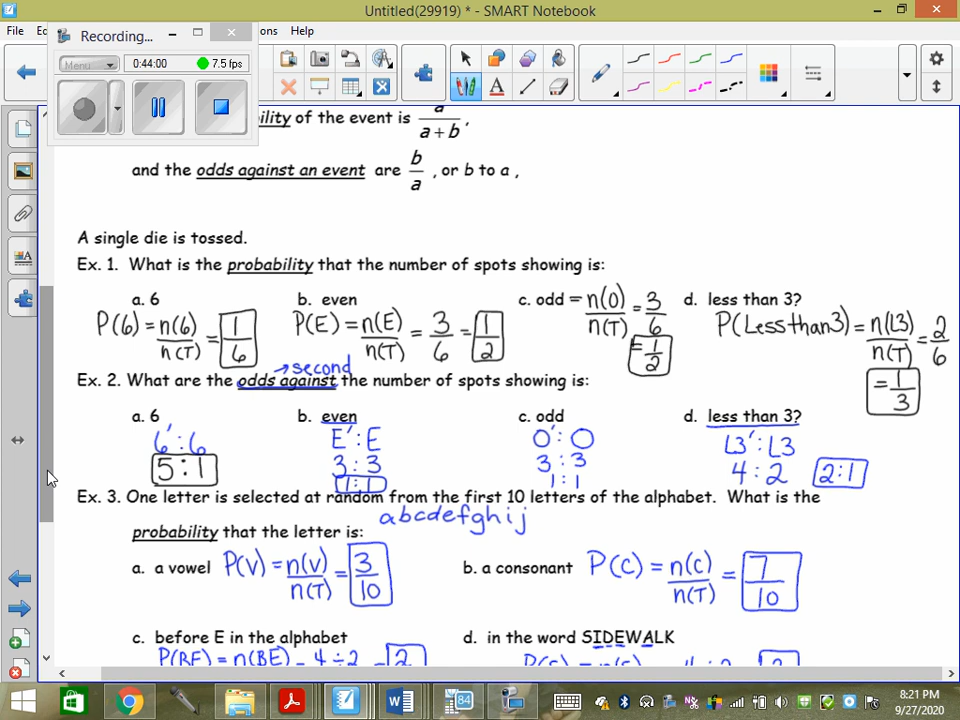 Untitled(29919) * - SMART Notebook
File
Help
Recording...
Menu
0:44:00
7.5 fps
of the event is a / a + b ,
and the odds against an event are b / a , or b to a ,
A single die is tossed.
Ex. 1. What is the probability that the number of spots showing is:
a. 6
b. even
c. odd = n(O) / n(T) = 3 / 6 = 1 / 2
d. less than 3?
P(6) = n(6) / n(T) = 1 / 6
P(E) = n(E) / n(T) = 3 / 6 = 1 / 2
P(Less than 3) = n(L3) / n(T) = 2 / 6 = 1 / 3
→second
Ex. 2. What are the odds against the number of spots showing is:
a. 6
b. even
c. odd
d. less than 3?
6' : 6
E' : E
O' : O
L3' : L3
5 : 1
3 : 3
3 : 3
4 : 2
2:1
1 : 1
1 : 1
Ex. 3. One letter is selected at random from the first 10 letters of the alphabet. What is the
abcdefghij
probability that the letter is:
a. a vowel P(V) = n(V) / n(T) = 3 / 10
b. a consonant P(C) = n(C) / n(T) = 7 / 10
c. before E in the alphabet
d. in the word SIDEWALK
P(BE) = n(BE) 4 ÷2 2
84
8:21 PM
9/27/2020